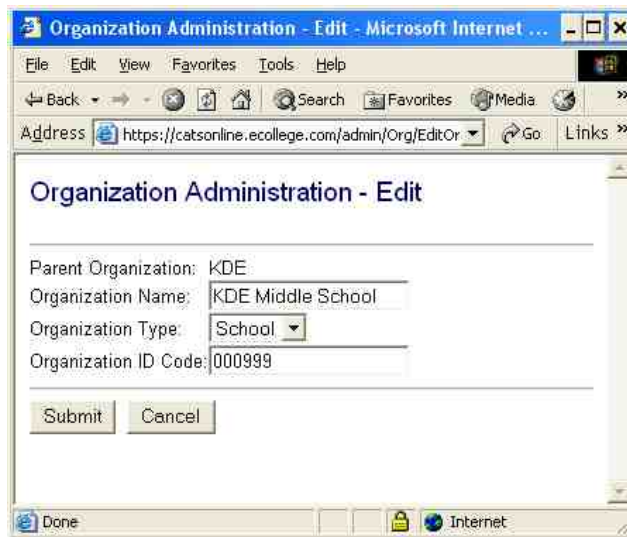 Organization Administration - Edit - Microsoft Internet ...
File Edit View Favorites Tools Help
Back Search Favorites Media »
Address https://catsonline.ecollege.com/admin/Org/EditOr Go Links »
Organization Administration - Edit
Parent Organization: KDE
Organization Name: KDE Middle School
Organization Type: School
Organization ID Code: 000999
Submit Cancel
Done Internet